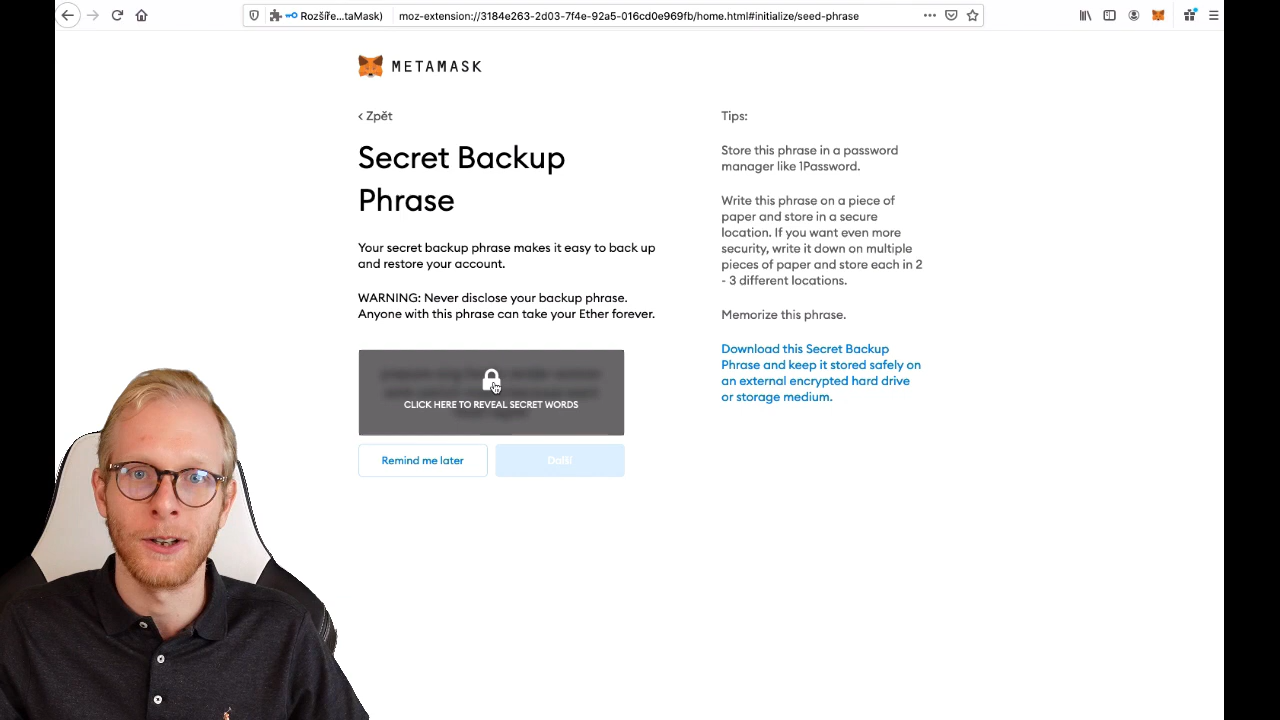 Rozšíře...taMask)
moz-extension://3184e263-2d03-7f4e-92a5-016cd0e969fb/home.html#initialize/seed-phrase
METAMASK
< Zpět
Secret Backup
Phrase
Your secret backup phrase makes it easy to back up
and restore your account.
WARNING: Never disclose your backup phrase.
Anyone with this phrase can take your Ether forever.
CLICK HERE TO REVEAL SECRET WORDS
Remind me later
Další
Tips:
Store this phrase in a password
manager like 1Password.
Write this phrase on a piece of
paper and store in a secure
location. If you want even more
security, write it down on multiple
pieces of paper and store each in 2
- 3 different locations.
Memorize this phrase.
Download this Secret Backup
Phrase and keep it stored safely on
an external encrypted hard drive
or storage medium.